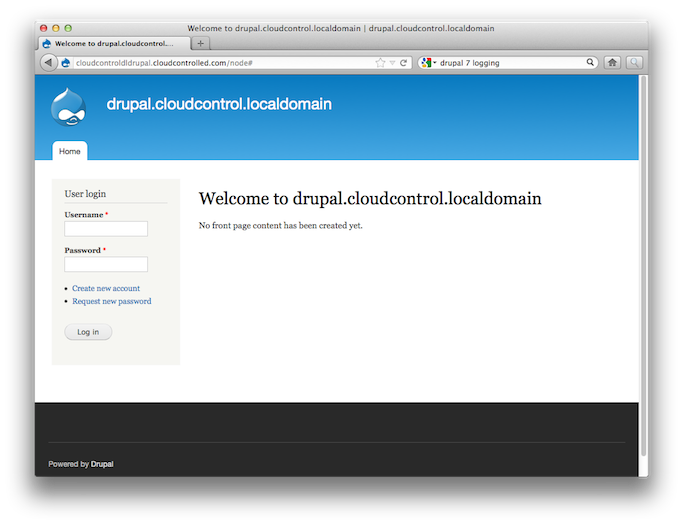 Welcome to drupal.cloudcontrol.localdomain | drupal.cloudcontrol.localdomain
Welcome to drupal.cloudcontrol....
cloudcontroldldrupal.cloudcontrolled.com/node#
drupal 7 logging
drupal.cloudcontrol.localdomain
Home
User login
Username *
Password *
Create new account
Request new password
Log in
Welcome to drupal.cloudcontrol.localdomain
No front page content has been created yet.
Powered by Drupal